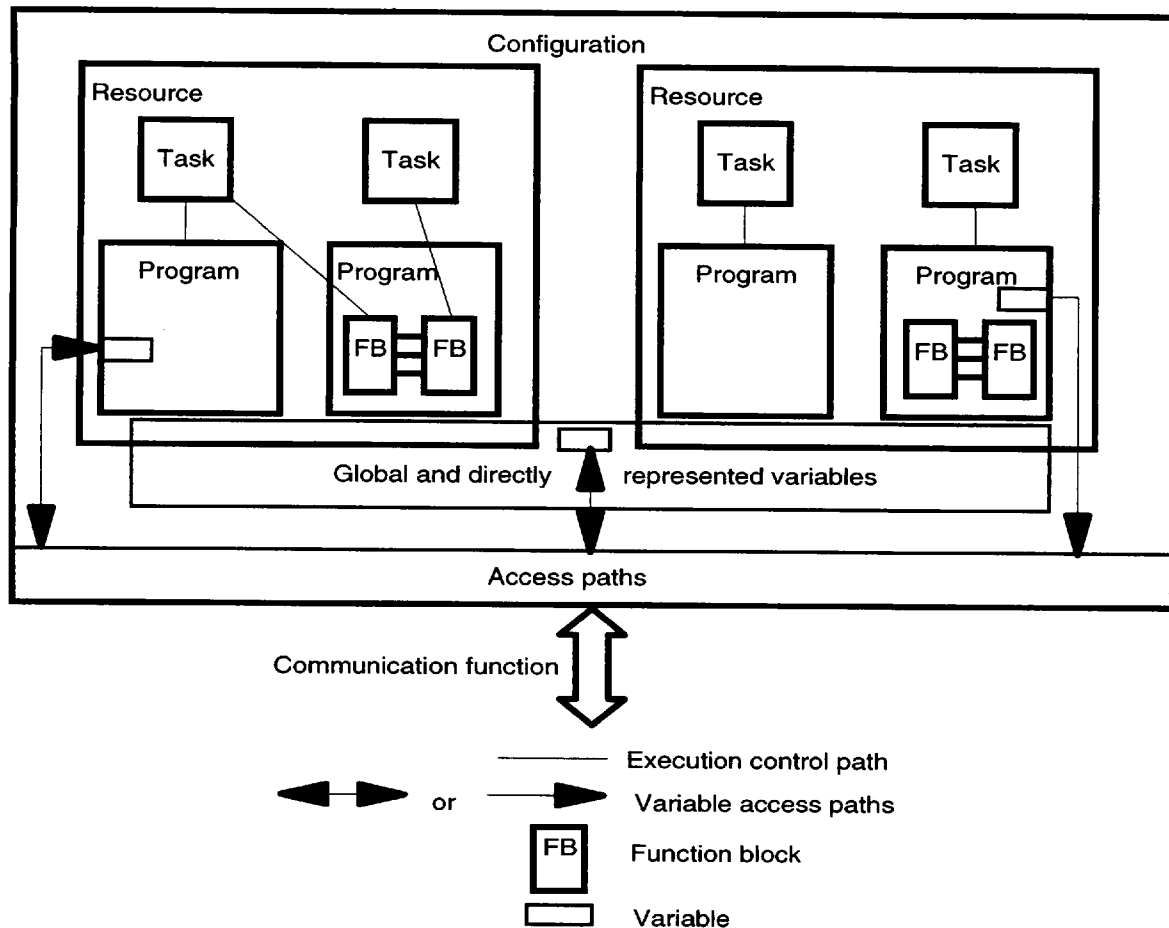 Configuration
Resource
Resource
Task
Task
Task
Task
Program
Program
Program
Program
FB
FB
FB
FB
Global and directly represented variables
Access paths
Communication function
Execution control path
or
Variable access paths
FB
Function block
Variable